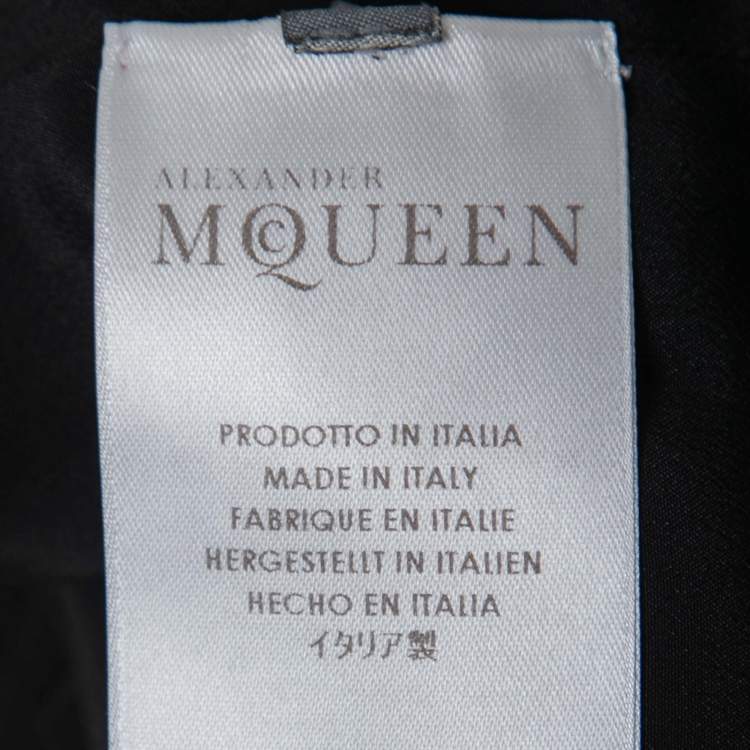 ALEXANDER
McQUEEN
PRODOTTO IN ITALIA
MADE IN ITALY
FABRIQUE EN ITALIE
HERGESTELLT IN ITALIEN
HECHO EN ITALIA
イタリア製